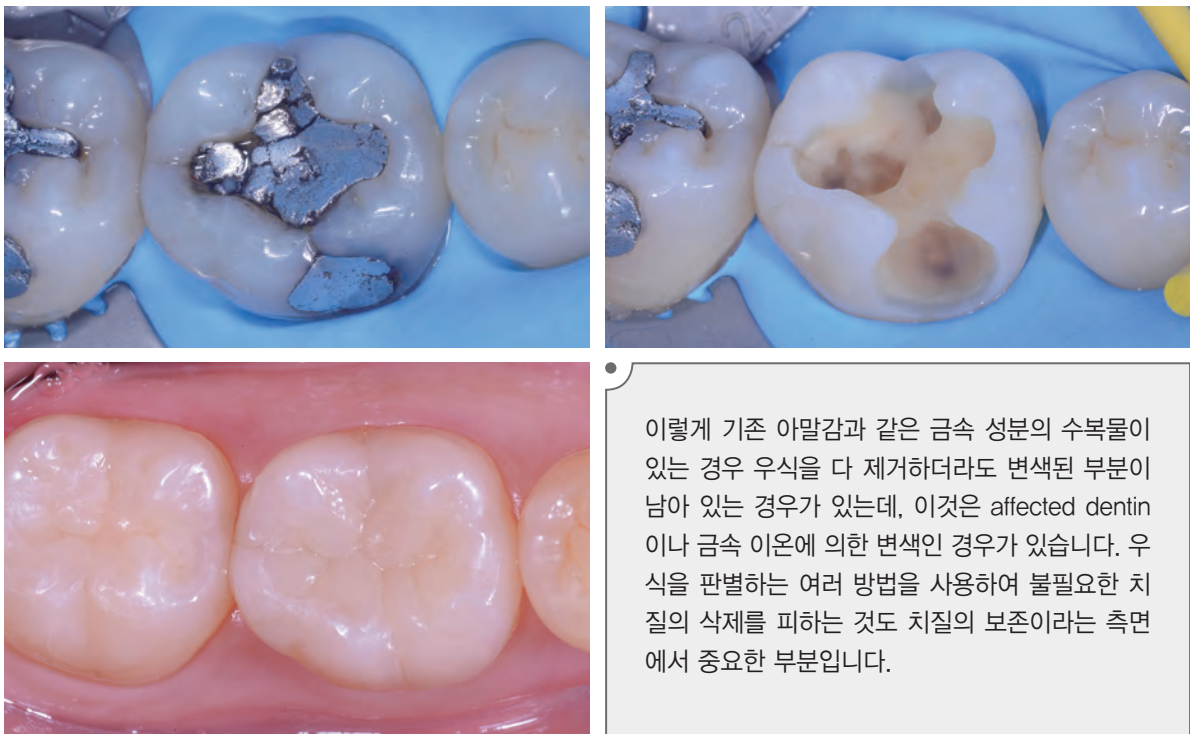 이렇게 기존 아말감과 같은 금속 성분의 수복물이
있는 경우 우식을 다 제거하더라도 변색된 부분이
남아 있는 경우가 있는데, 이것은 affected dentin
이나 금속 이온에 의한 변색인 경우가 있습니다. 우
식을 판별하는 여러 방법을 사용하여 불필요한 치
질의 삭제를 피하는 것도 치질의 보존이라는 측면
에서 중요한 부분입니다.